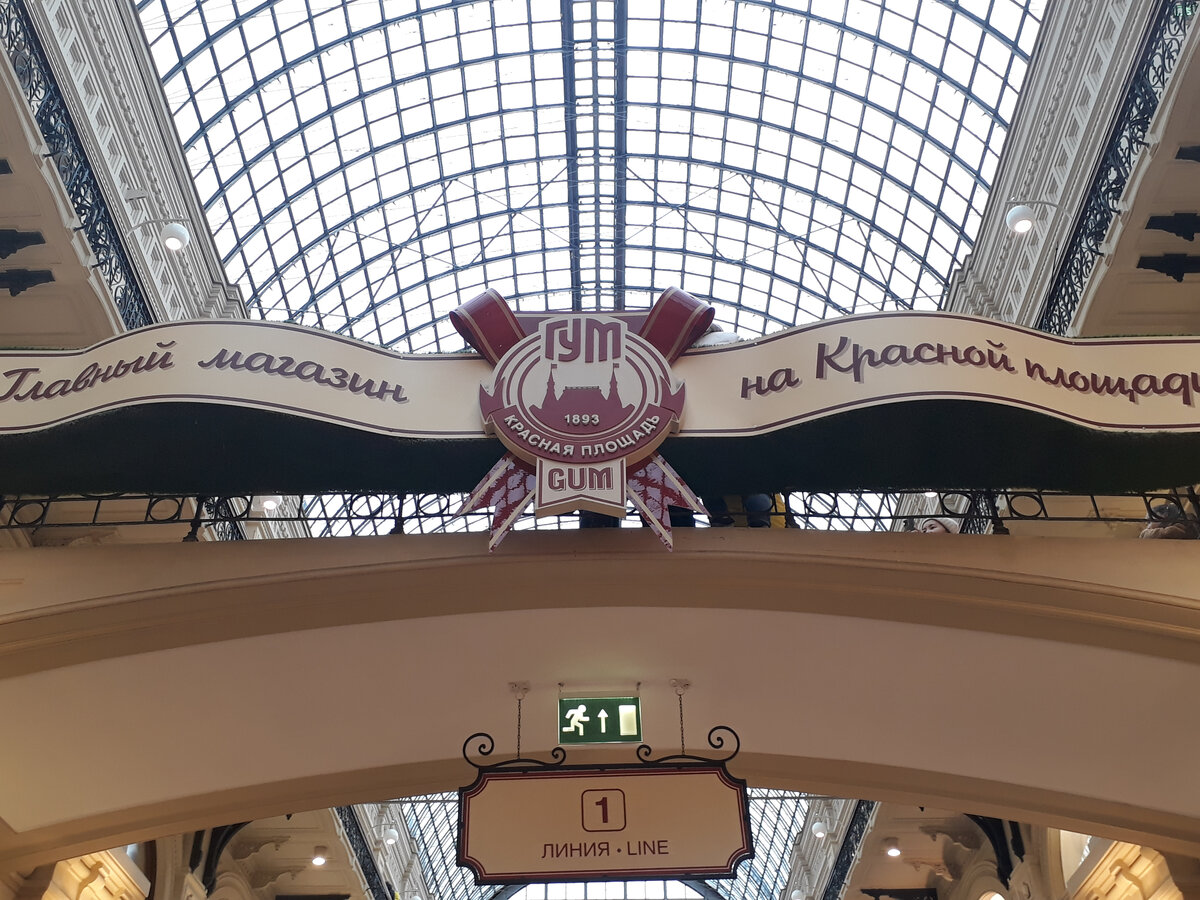 Главный магазин
ГУМ
1893
КРАСНАЯ ПЛОЩАДЬ
GUM
на Красной площади
1
ЛИНИЯ • LINE